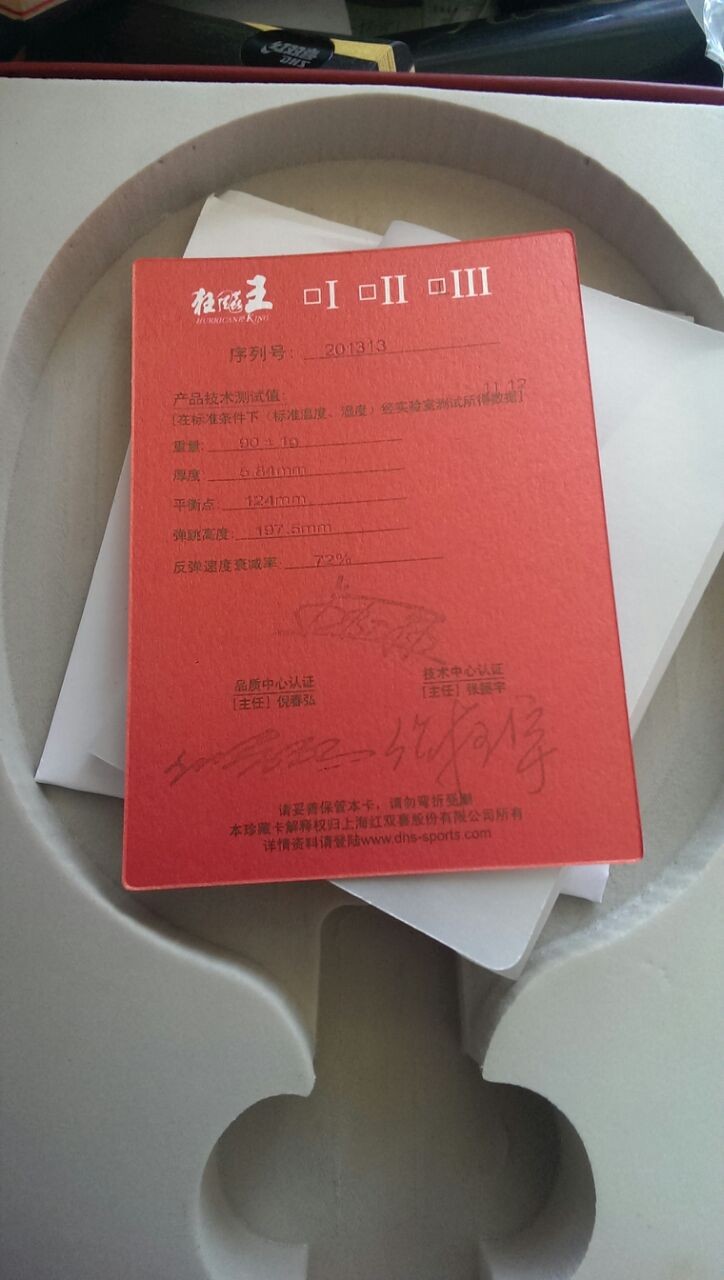 DHS
狂飚王 □I □II □III
HURRICANE KING
序列号: 201313
产品技术测试值: 11.12
[在标准条件下(标准温度、湿度)经实验室测试所得数据]
重量: 90±1g
厚度 5.84mm
平衡点: 124mm
弹跳高度: 197.5mm
反弹速度衰减率: 72%
品质中心认证 技术中心认证
[主任] 倪春弘 [主任] 张振宇
请妥善保管本卡,请勿弯折受潮
本珍藏卡解释权归上海红双喜股份有限公司所有
详情资料请登陆www.dhs-sports.com